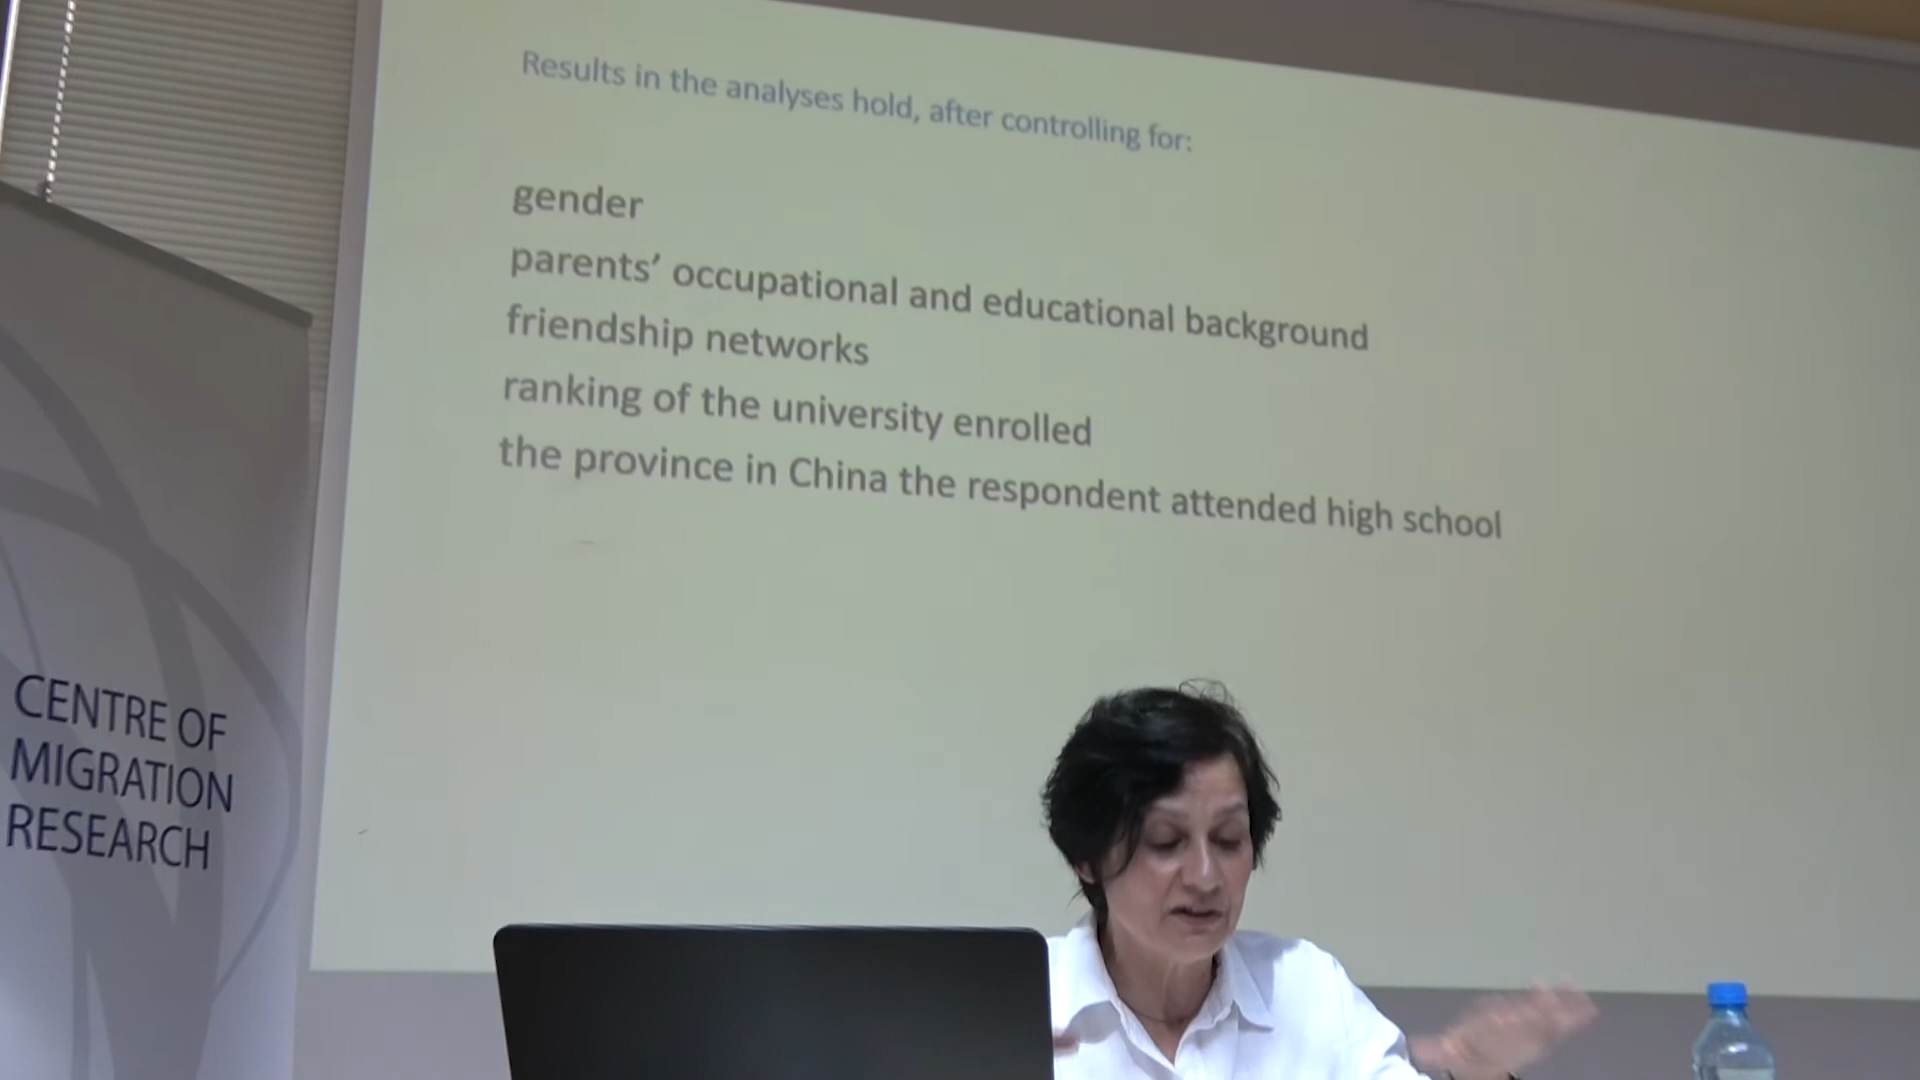 Results in the analyses hold, after controlling for:
gender
parents’ occupational and educational background
friendship networks
ranking of the university enrolled
the province in China the respondent attended high school
CENTRE OF
MIGRATION
RESEARCH